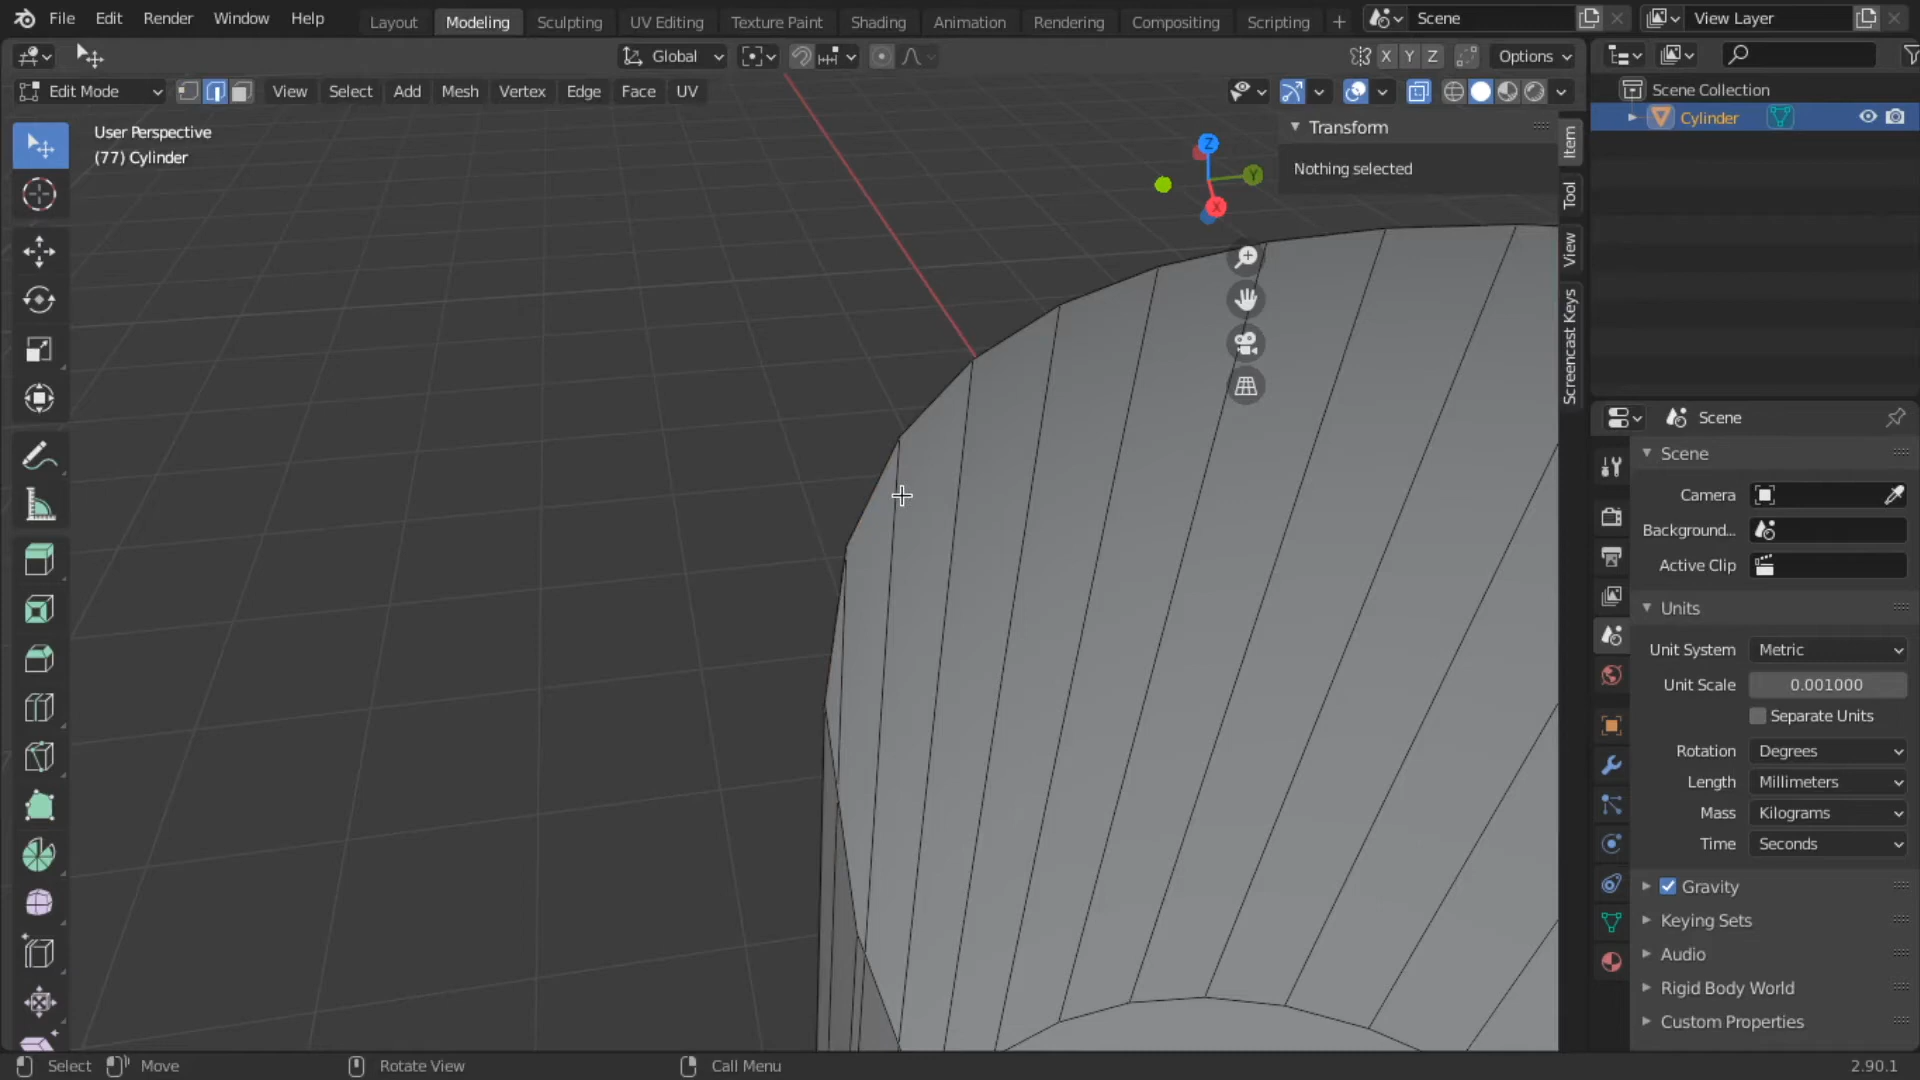 File Edit Render Window Help Layout Modeling Sculpting UV Editing Texture Paint Shading Animation Rendering Compositing Scripting + Scene View Layer
Global X Y Z Options
Edit Mode View Select Add Mesh Vertex Edge Face UV
User Perspective
(77) Cylinder
Z
Y
X
Transform
Nothing selected
Item
Tool
View
Screencast Keys
Scene Collection
Cylinder
Scene
Scene
Camera
Background...
Active Clip
Units
Unit System Metric
Unit Scale 0.001000
Separate Units
Rotation Degrees
Length Millimeters
Mass Kilograms
Time Seconds
Gravity
Keying Sets
Audio
Rigid Body World
Custom Properties
Select Move Rotate View Call Menu 2.90.1